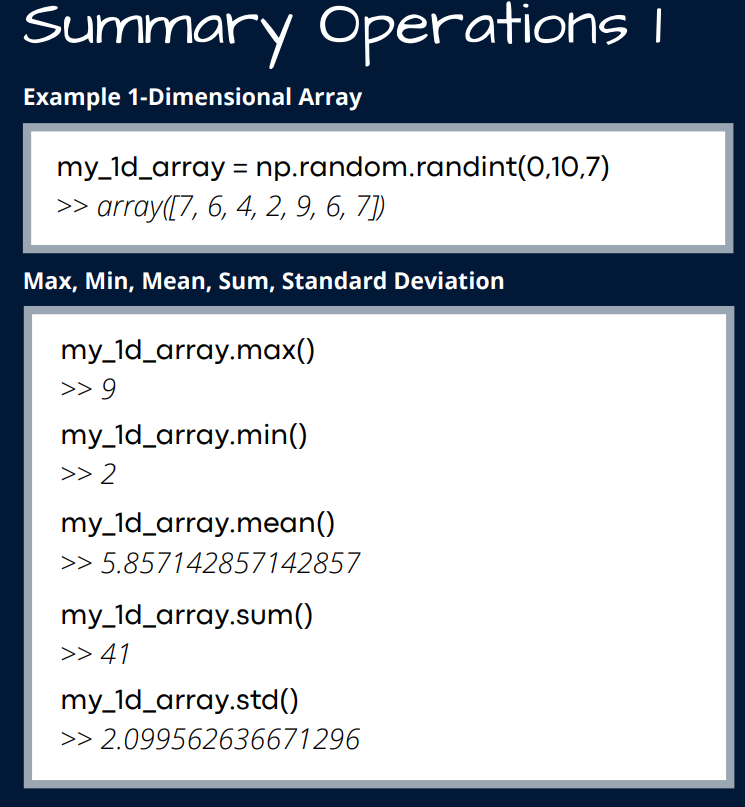 Summary Operations 1
Example 1-Dimensional Array
my_1d_array = np.random.randint(0,10,7)
>> array([7, 6, 4, 2, 9, 6, 7])
Max, Min, Mean, Sum, Standard Deviation
my_1d_array.max()
>> 9
my_1d_array.min()
>> 2
my_1d_array.mean()
>> 5.857142857142857
my_1d_array.sum()
>> 41
my_1d_array.std()
>> 2.099562636671296